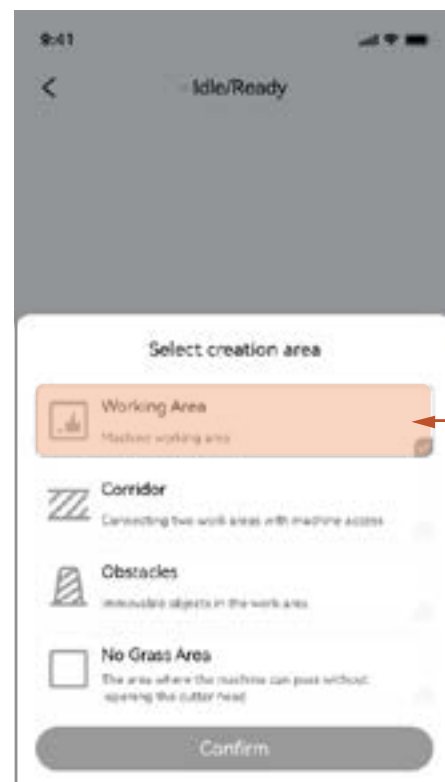 9:41
Idle/Ready
Select creation area
Working Area
Machine working area
Corridor
Connecting two work areas with machine access
Obstacles
Immovable objects in the work area
No Grass Area
The area where the machine can pass without
opening the cutter head
Confirm